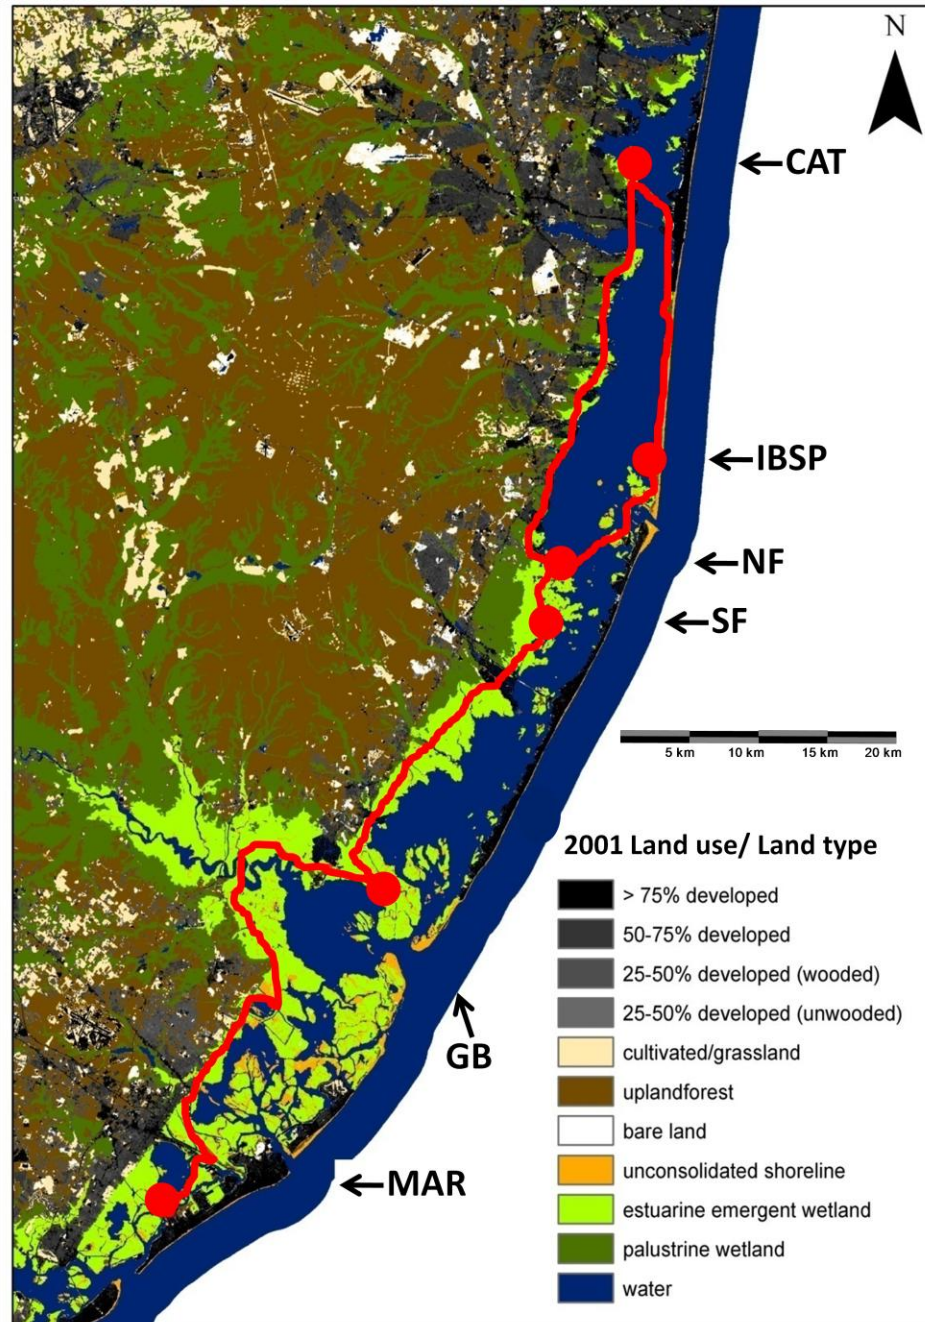 N
←CAT
←IBSP
←NF
←SF
5 km 10 km 15 km 20 km
2001 Land use/ Land type
> 75% developed
50-75% developed
25-50% developed (wooded)
25-50% developed (unwooded)
GB
cultivated/grassland
uplandforest
bare land
←MAR
unconsolidated shoreline
estuarine emergent wetland
palustrine wetland
water